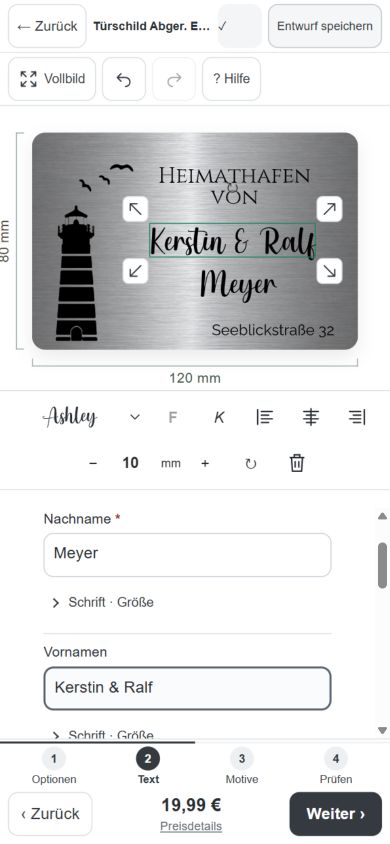 ← Zurück
Türschild Abger. E... ✓
Entwurf speichern
Vollbild
? Hilfe
HEIMATHAFEN
VON
Kerstin & Ralf
Meyer
Seeblickstraße 32
80 mm
120 mm
Ashley
F
K
− 10 mm +
Nachname *
Meyer
Schrift · Größe
Vornamen
Kerstin & Ralf
Schrift · Größe
1 Optionen
2 Text
3 Motive
4 Prüfen
‹ Zurück
19,99 €
Preisdetails
Weiter ›